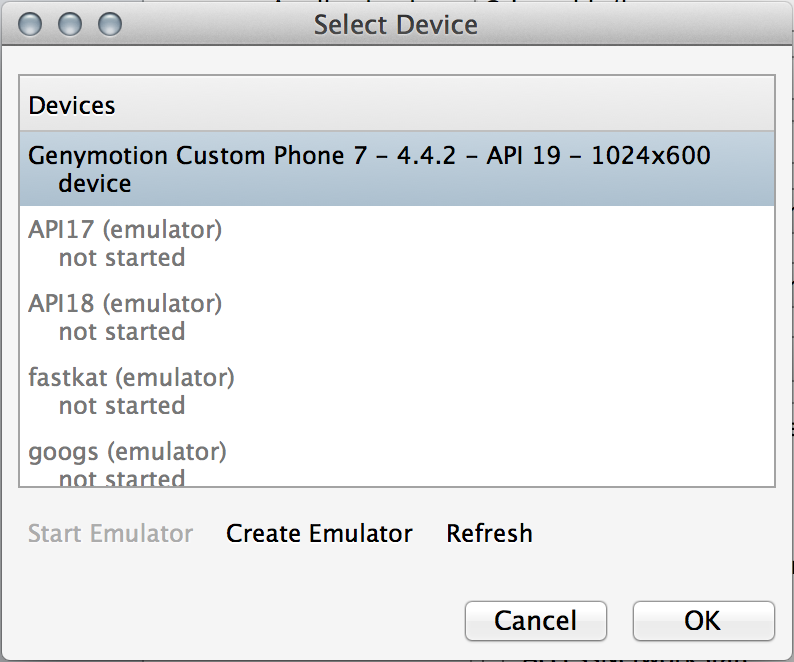 Select Device
Devices
Genymotion Custom Phone 7 – 4.4.2 – API 19 – 1024x600
device
API17 (emulator)
not started
API18 (emulator)
not started
fastkat (emulator)
not started
googs (emulator)
not started
Start Emulator Create Emulator Refresh
Cancel OK